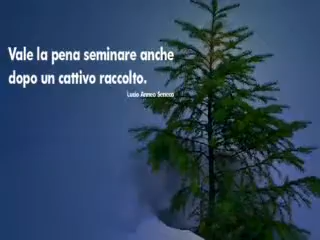 Vale la pena seminare anche
dopo un cattivo raccolto.
Lucio Anneo Seneca